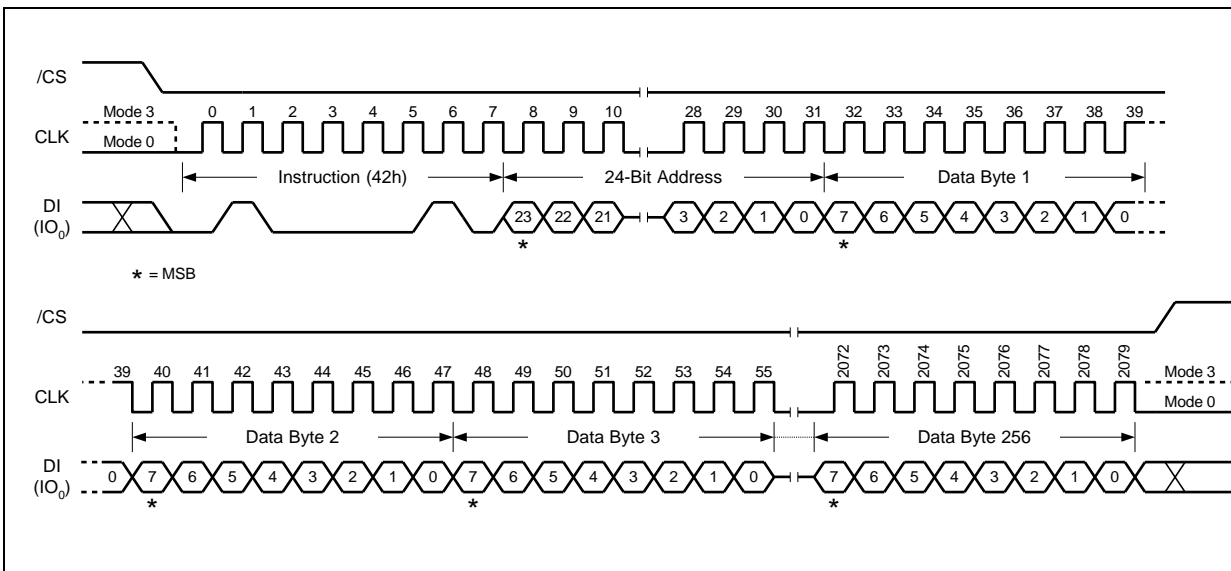 /CS
Mode 3
0 1 2 3 4 5 6 7 8 9 10 28 29 30 31 32 33 34 35 36 37 38 39
CLK
Mode 0
Instruction (42h) 24-Bit Address Data Byte 1
DI
(IO0)
23 22 21 3 2 1 0 7 6 5 4 3 2 1 0
* *
* = MSB
/CS
39 40 41 42 43 44 45 46 47 48 49 50 51 52 53 54 55 2072 2073 2074 2075 2076 2077 2078 2079
Mode 3
CLK
Mode 0
Data Byte 2 Data Byte 3 Data Byte 256
DI
(IO0)
0 7 6 5 4 3 2 1 0 7 6 5 4 3 2 1 0 7 6 5 4 3 2 1 0
* * *